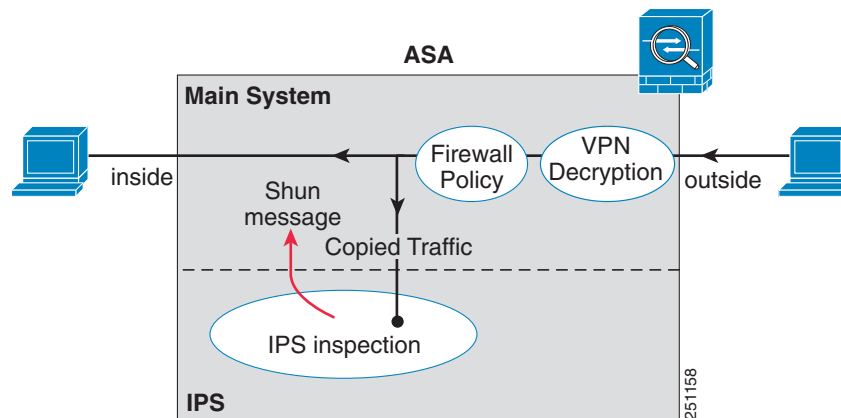 ASA
Main System
VPN
Decryption
Firewall
Policy
inside
outside
Shun
message
Copied Traffic
IPS inspection
IPS
251158